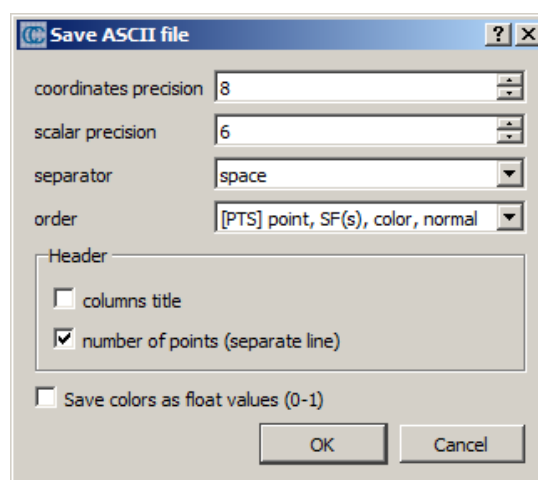 Save ASCII file
coordinates precision 8
scalar precision 6
separator space
order [PTS] point, SF(s), color, normal
Header
columns title
number of points (separate line)
Save colors as float values (0-1)
OK Cancel